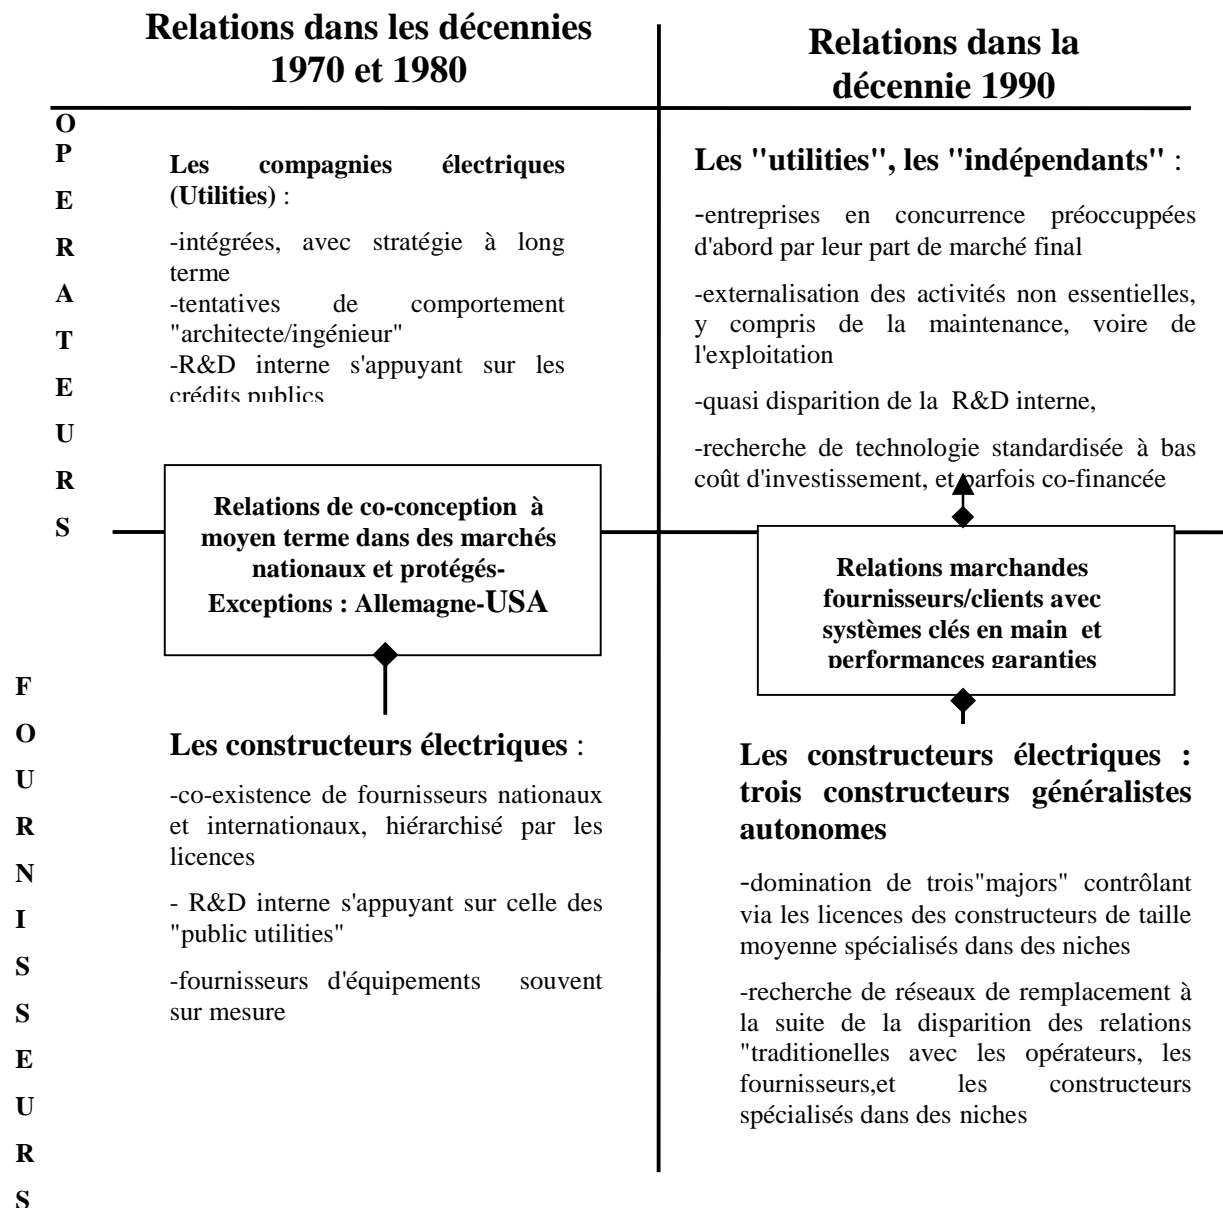 Relations dans les décennies
1970 et 1980
Relations dans la
décennie 1990
O
P
E
R
A
T
E
U
R
S
Les compagnies électriques
(Utilities) :
-intégrées, avec stratégie à long
terme
-tentatives de comportement
"architecte/ingénieur"
-R&D interne s'appuyant sur les
crédits publics
Les "utilities", les "indépendants" :
-entreprises en concurrence préoccuppées
d'abord par leur part de marché final
-externalisation des activités non essentielles,
y compris de la maintenance, voire de
l'exploitation
-quasi disparition de la R&D interne,
-recherche de technologie standardisée à bas
coût d'investissement, et parfois co-financée
Relations de co-conception à
moyen terme dans des marchés
nationaux et protégés-
Exceptions : Allemagne-USA
Relations marchandes
fournisseurs/clients avec
systèmes clés en main et
performances garanties
F
O
U
R
N
I
S
S
E
U
R
S
Les constructeurs électriques :
-co-existence de fournisseurs nationaux
et internationaux, hiérarchisé par les
licences
- R&D interne s'appuyant sur celle des
"public utilities"
-fournisseurs d'équipements souvent
sur mesure
Les constructeurs électriques :
trois constructeurs généralistes
autonomes
-domination de trois"majors" contrôlant
via les licences des constructeurs de taille
moyenne spécialisés dans des niches
-recherche de réseaux de remplacement à
la suite de la disparition des relations
"traditionelles avec les opérateurs, les
fournisseurs,et les constructeurs
spécialisés dans des niches